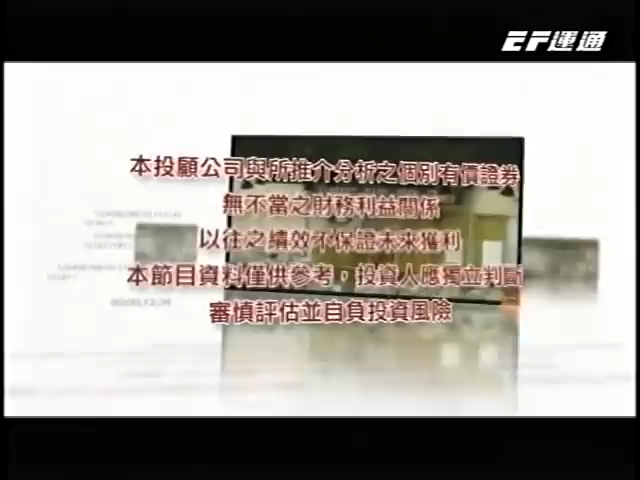 EF運通
本投顧公司與所推介分析之個別有價證券
無不當之財務利益關係
以往之績效不保證未來獲利
本節目資料僅供參考，投資人應獨立判斷
審慎評估並自負投資風險